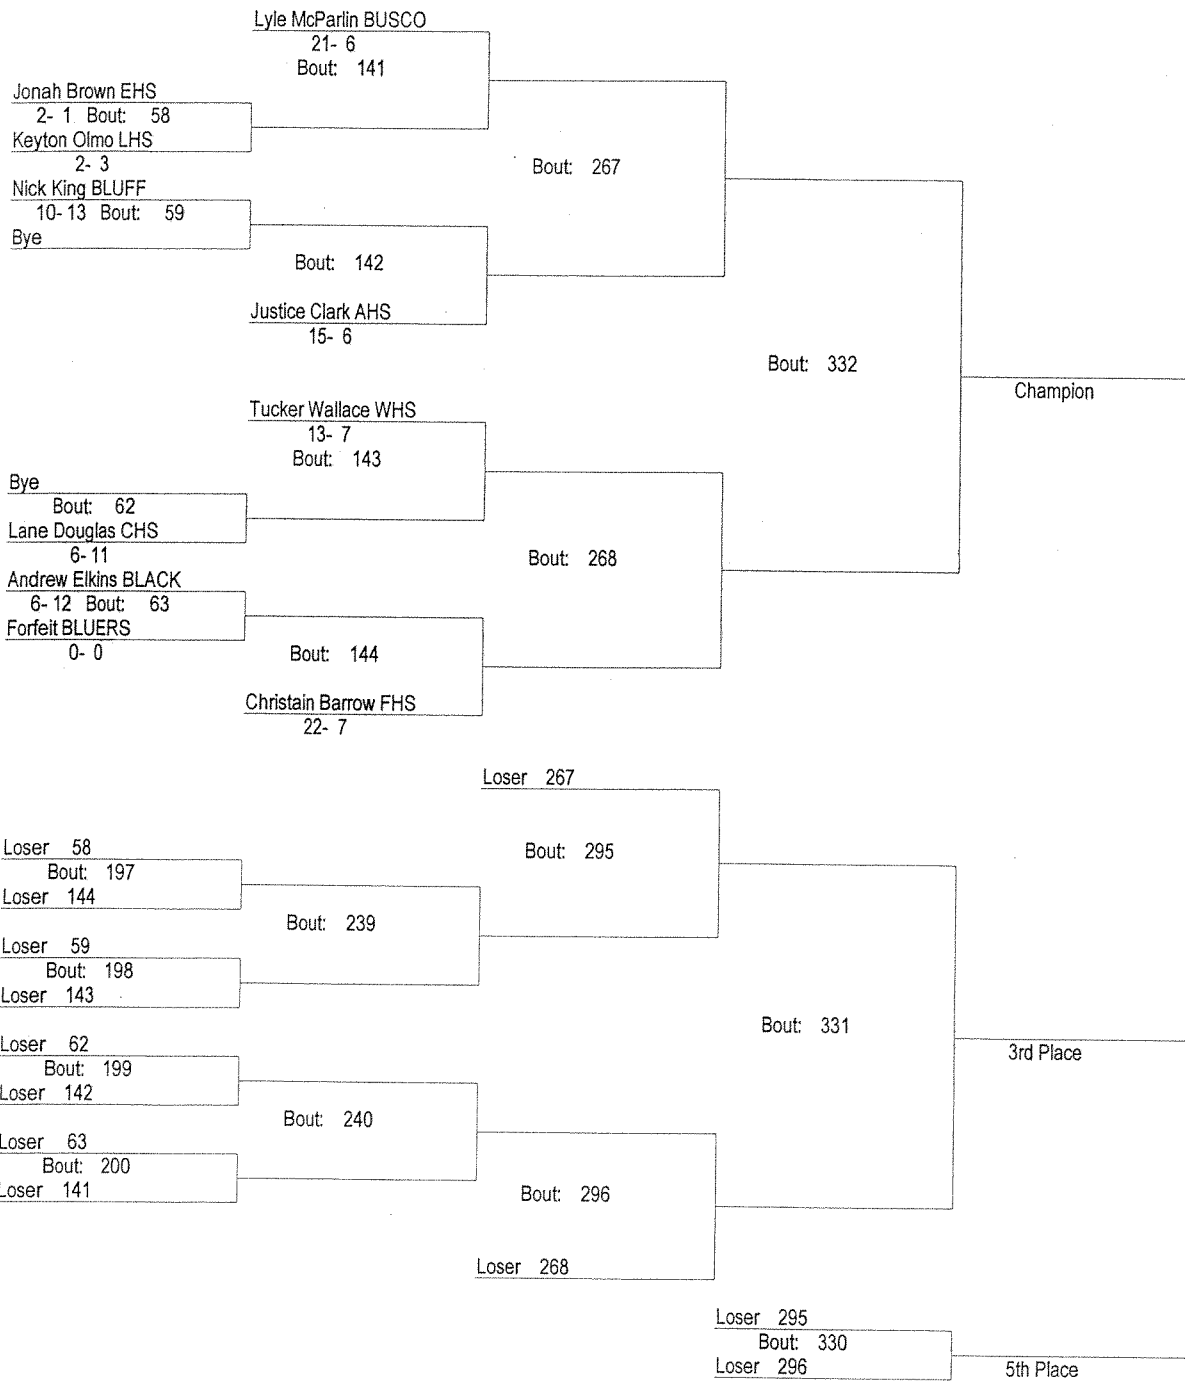 Lyle McParlin BUSCO
21- 6
Bout: 141
Jonah Brown EHS
2- 1 Bout: 58
Keyton Olmo LHS
2- 3
Bout: 267
Nick King BLUFF
10- 13 Bout: 59
Bye
Bout: 142
Justice Clark AHS
15- 6
Bout: 332
Champion
Tucker Wallace WHS
13- 7
Bout: 143
Bye
Bout: 62
Lane Douglas CHS
6- 11
Bout: 268
Andrew Elkins BLACK
6- 12 Bout: 63
Forfeit BLUERS
0- 0
Bout: 144
Christain Barrow FHS
22- 7
Loser 267
Bout: 295
Loser 58
Bout: 197
Loser 144
Bout: 239
Loser 59
Bout: 198
Loser 143
Bout: 331
3rd Place
Loser 62
Bout: 199
Loser 142
Bout: 240
Loser 63
Bout: 200
Loser 141
Bout: 296
Loser 268
Loser 295
Bout: 330
Loser 296
5th Place